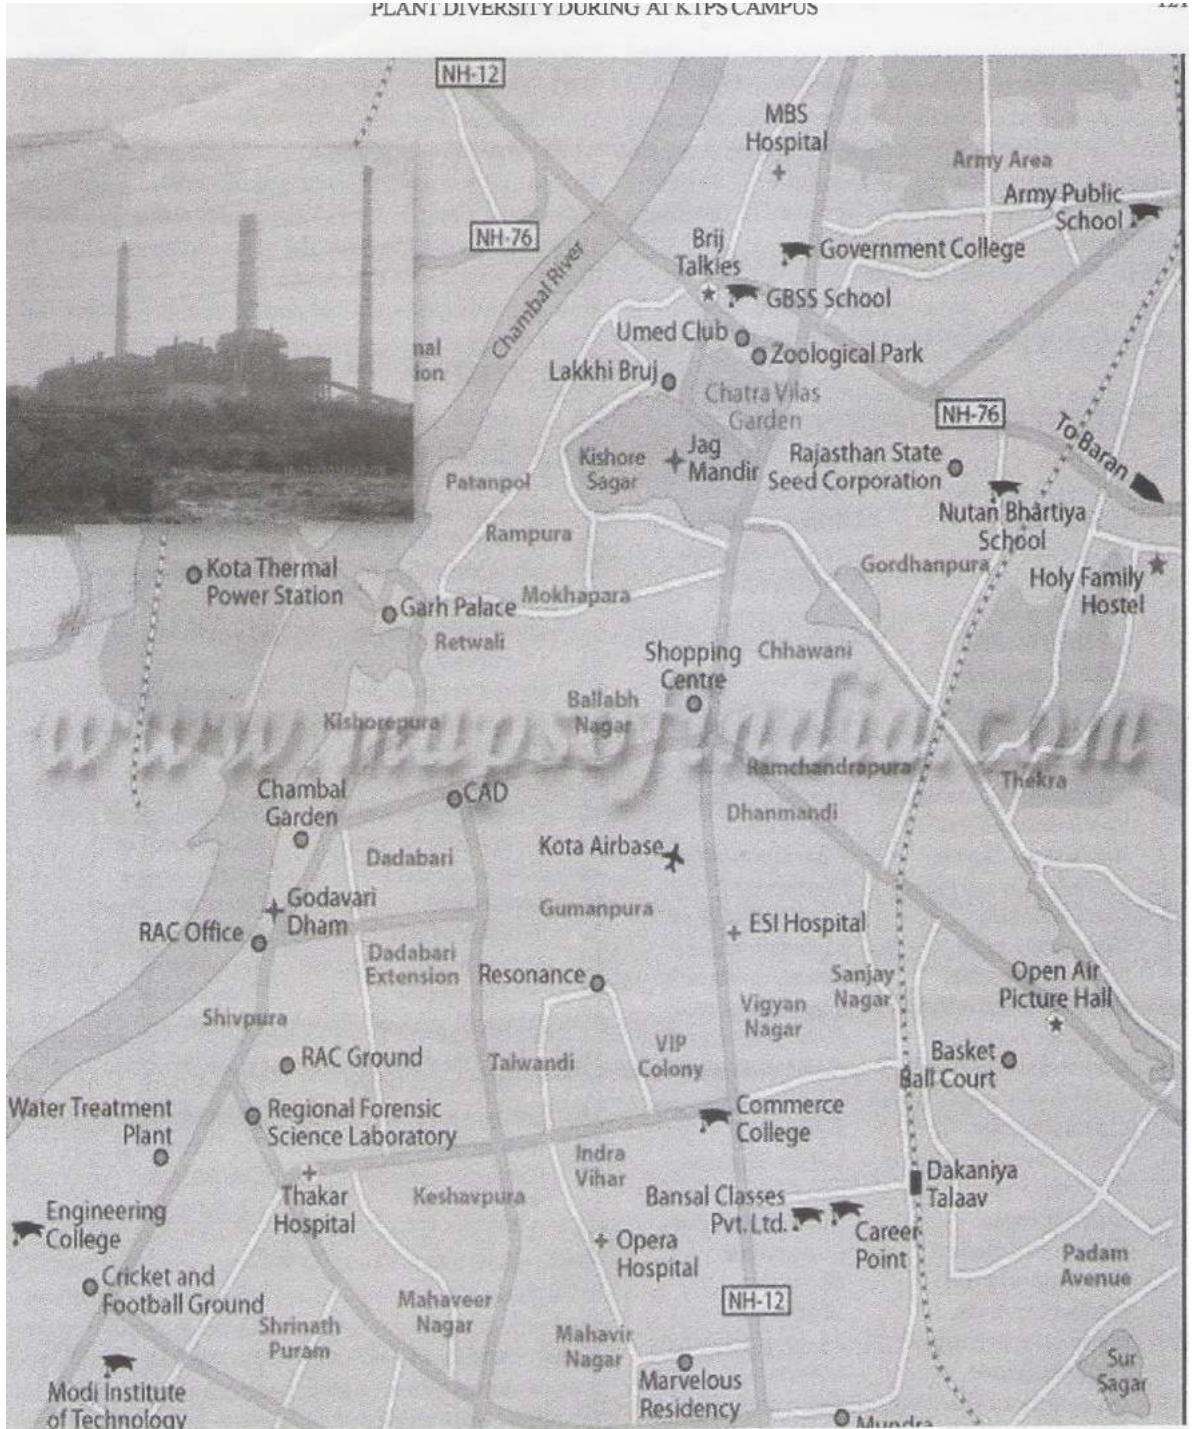 PLANT DIVERSITY DURING AT KTPS CAMPUS
121
NH-12
MBS
Hospital
Army Area
Army Public
School
NH-76
Brij
Talkies
Government College
Chambal River
GBSS School
Umed Club
Zoological Park
nal
ion
Lakkhi Bruj
Chatra Vilas
Garden
NH-76
To Baran
Kishore
Sagar
Jag
Mandir
Rajasthan State
Seed Corporation
Patanpol
Nutan Bhartiya
School
Rampura
Gordhanpura
Holy Family
Hostel
Kota Thermal
Power Station
Mokhapara
Garh Palace
Retwali
Shopping
Centre
Chhawani
Ballabh
Nagar
Kishorepura
www.mapsofindia.com
Ramchandrapura
Thekra
Chambal
Garden
CAD
Dhanmandi
Dadabari
Kota Airbase
Godavari
Dham
Gumanpura
RAC Office
ESI Hospital
Dadabari
Extension
Resonance
Sanjay
Nagar
Open Air
Picture Hall
Shivpura
Vigyan
Nagar
RAC Ground
Talwandi
VIP
Colony
Basket
Ball Court
Water Treatment
Plant
Regional Forensic
Science Laboratory
Commerce
College
Indra
Vihar
Dakaniya
Talaav
Thakar
Hospital
Keshavpura
Bansal Classes
Pvt. Ltd.
Engineering
College
Career
Point
Opera
Hospital
Padam
Avenue
Cricket and
Football Ground
NH-12
Shrinath
Puram
Mahaveer
Nagar
Mahavir
Nagar
Sur
Sagar
Modi Institute
of Technology
Marvelous
Residency
Mundra